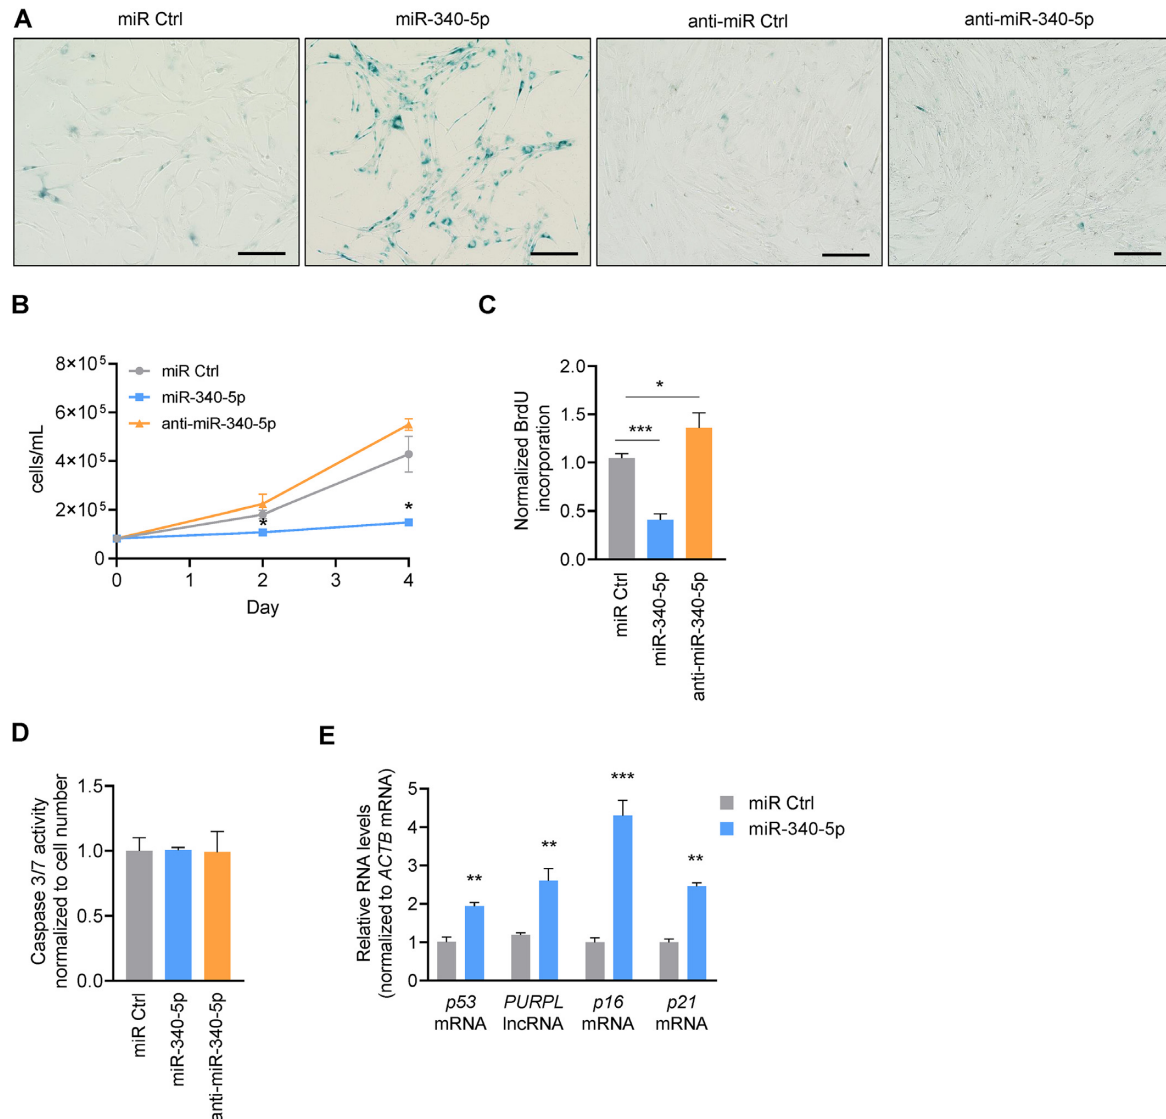 A
miR Ctrl
miR-340-5p
anti-miR Ctrl
anti-miR-340-5p
B
cells/mL
8×10⁵
6×10⁵
4×10⁵
2×10⁵
0
miR Ctrl
miR-340-5p
anti-miR-340-5p
*
*
0 1 2 3 4
Day
C
Normalized BrdU
incorporation
2.0
1.5
1.0
0.5
0.0
*
***
miR Ctrl
miR-340-5p
anti-miR-340-5p
D
Caspase 3/7 activity
normalized to cell number
1.5
1.0
0.5
0.0
miR Ctrl
miR-340-5p
anti-miR-340-5p
E
Relative RNA levels
(normalized to ACTB mRNA)
5
4
3
2
1
0
**
**
***
**
miR Ctrl
miR-340-5p
p53 PURPL p16 p21
mRNA lncRNA mRNA mRNA